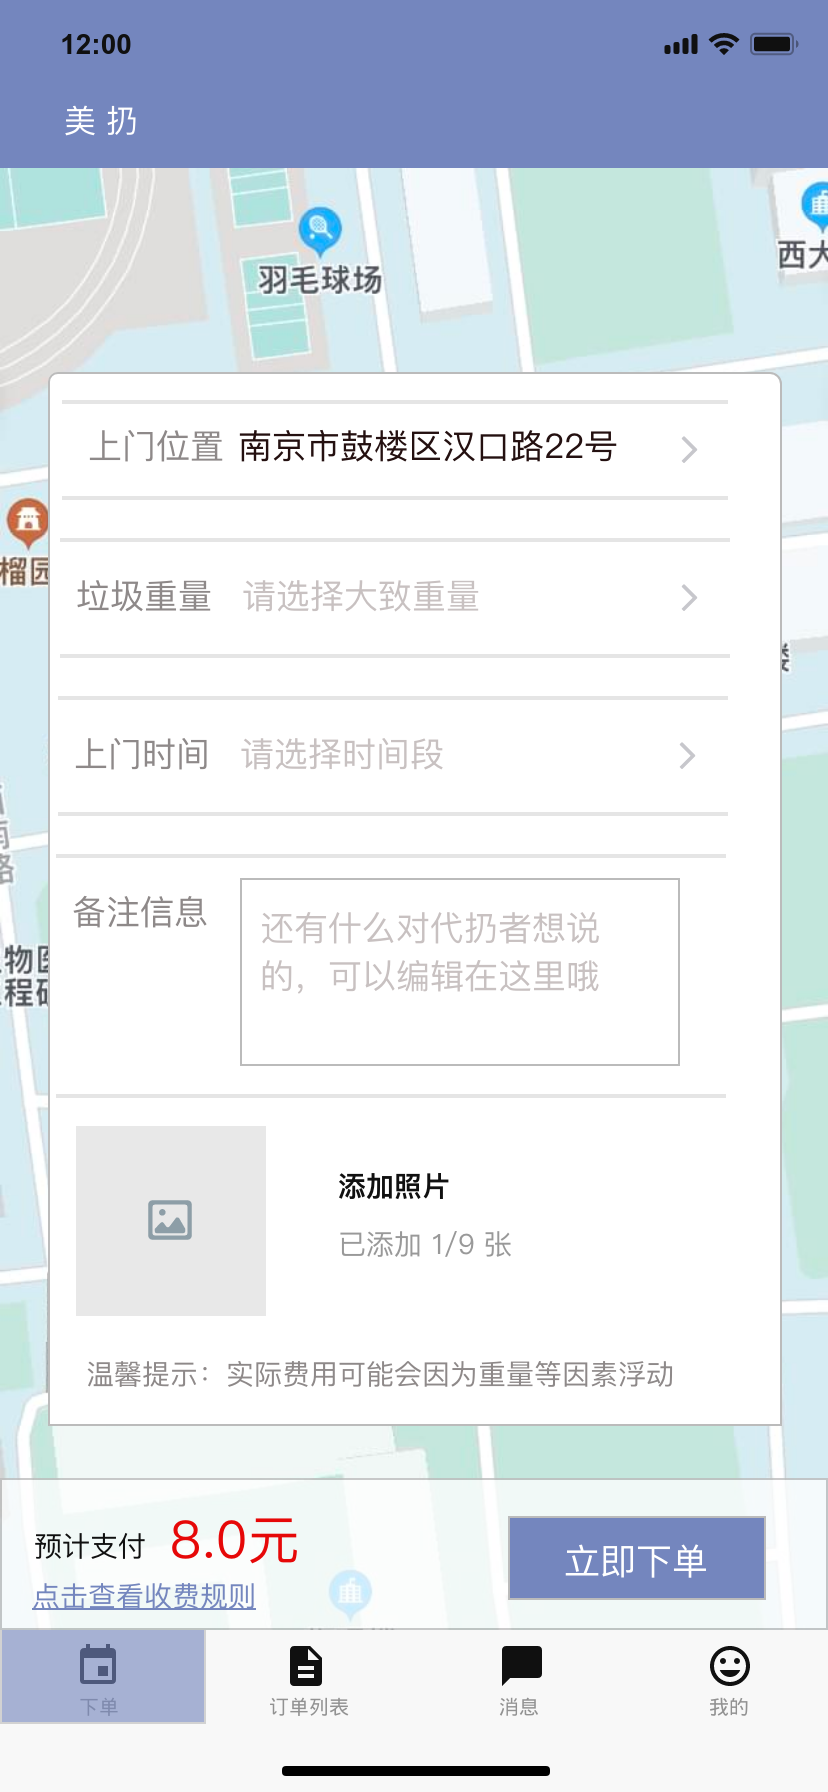 12:00
美 扔
羽毛球场
西大
上门位置 南京市鼓楼区汉口路22号
榴园
垃圾重量 请选择大致重量
上门时间 请选择时间段
南
路
备注信息 还有什么对代扔者想说
的，可以编辑在这里哦
物医
程研
添加照片
已添加 1/9 张
温馨提示：实际费用可能会因为重量等因素浮动
预计支付 8.0元
立即下单
点击查看收费规则
下单
订单列表
消息
我的